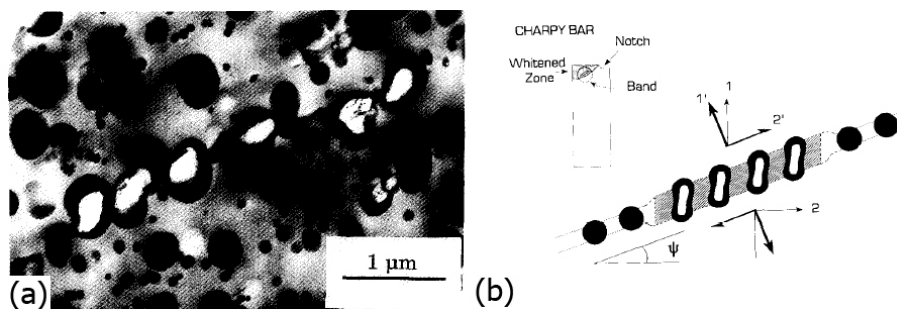 1 μm
(a)
CHARPY BAR
Notch
Whitened
Zone
Band
1'
1
2'
2
ψ
(b)